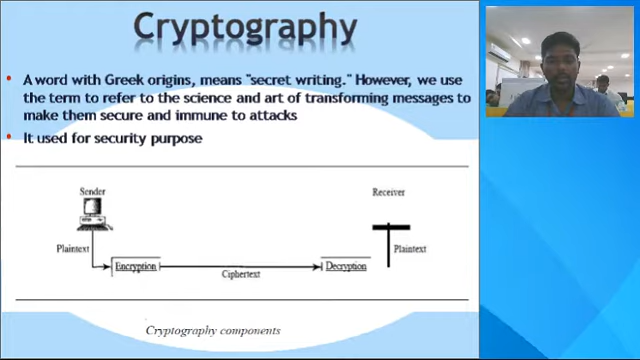 Cryptography
• A word with Greek origins, means "secret writing." However, we use
the term to refer to the science and art of transforming messages to
make them secure and immune to attacks
• It used for security purpose
Sender
Receiver
Plaintext
Plaintext
Encryption
Decryption
Ciphertext
Cryptography components